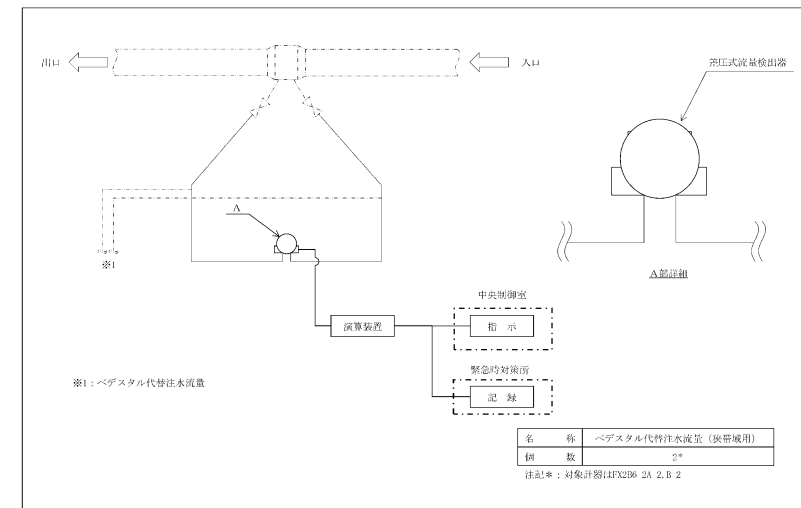 出口
入口
差圧式流量検出器
A
※1
A部詳細
中央制御室
演算装置
指 示
緊急時対策所
※1：ペデスタル代替注水流量
記 録
名 称 ペデスタル代替注水流量（狭帯域用）
個 数 2*
注記＊：対象計器はFX2B6 2A 2,B 2